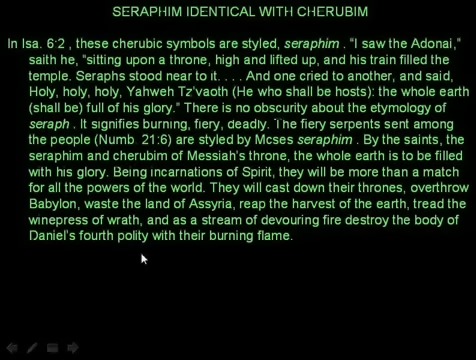 SERAPHIM IDENTICAL WITH CHERUBIM
In Isa. 6:2 , these cherubic symbols are styled, seraphim . "I saw the Adonai,"
saith he, "sitting upon a throne, high and lifted up, and his train filled the
temple. Seraphs stood near to it. . . . And one cried to another, and said,
Holy, holy, holy, Yahweh Tz'vaoth (He who shall be hosts): the whole earth
(shall be) full of his glory." There is no obscurity about the etymology of
seraph . It signifies burning, fiery, deadly. The fiery serpents sent among
the people (Numb. 21:6) are styled by Moses seraphim . By the saints, the
seraphim and cherubim of Messiah's throne, the whole earth is to be filled
with his glory. Being incarnations of Spirit, they will be more than a match
for all the powers of the world. They will cast down their thrones, overthrow
Babylon, waste the land of Assyria, reap the harvest of the earth, tread the
winepress of wrath, and as a stream of devouring fire destroy the body of
Daniel's fourth polity with their burning flame.